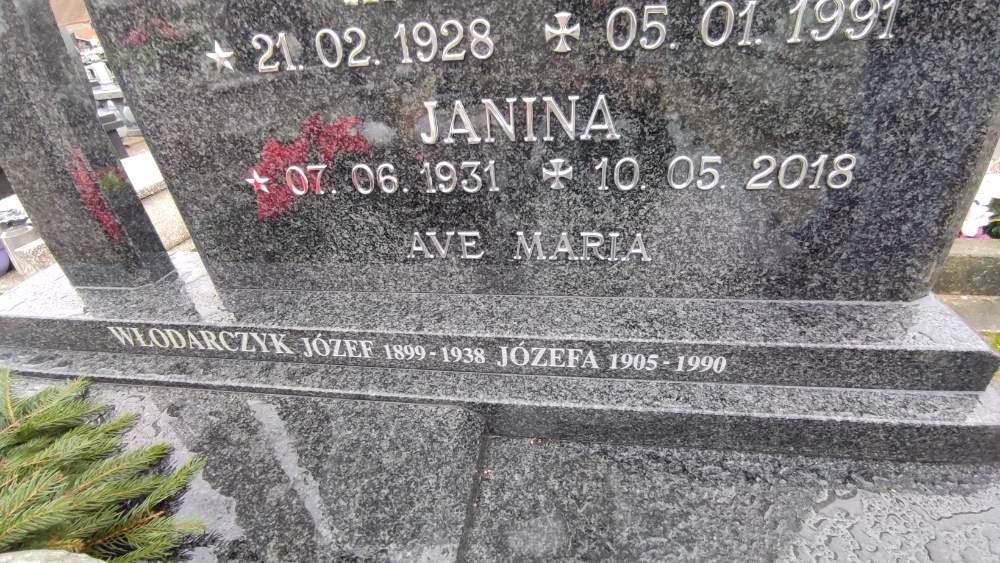 21. 02. 1928 05. 01. 1991
JANINA
07. 06. 1931 10. 05. 2018
AVE MARIA
WŁODARCZYK JÓZEF 1899 - 1938 JÓZEFA 1905 - 1990